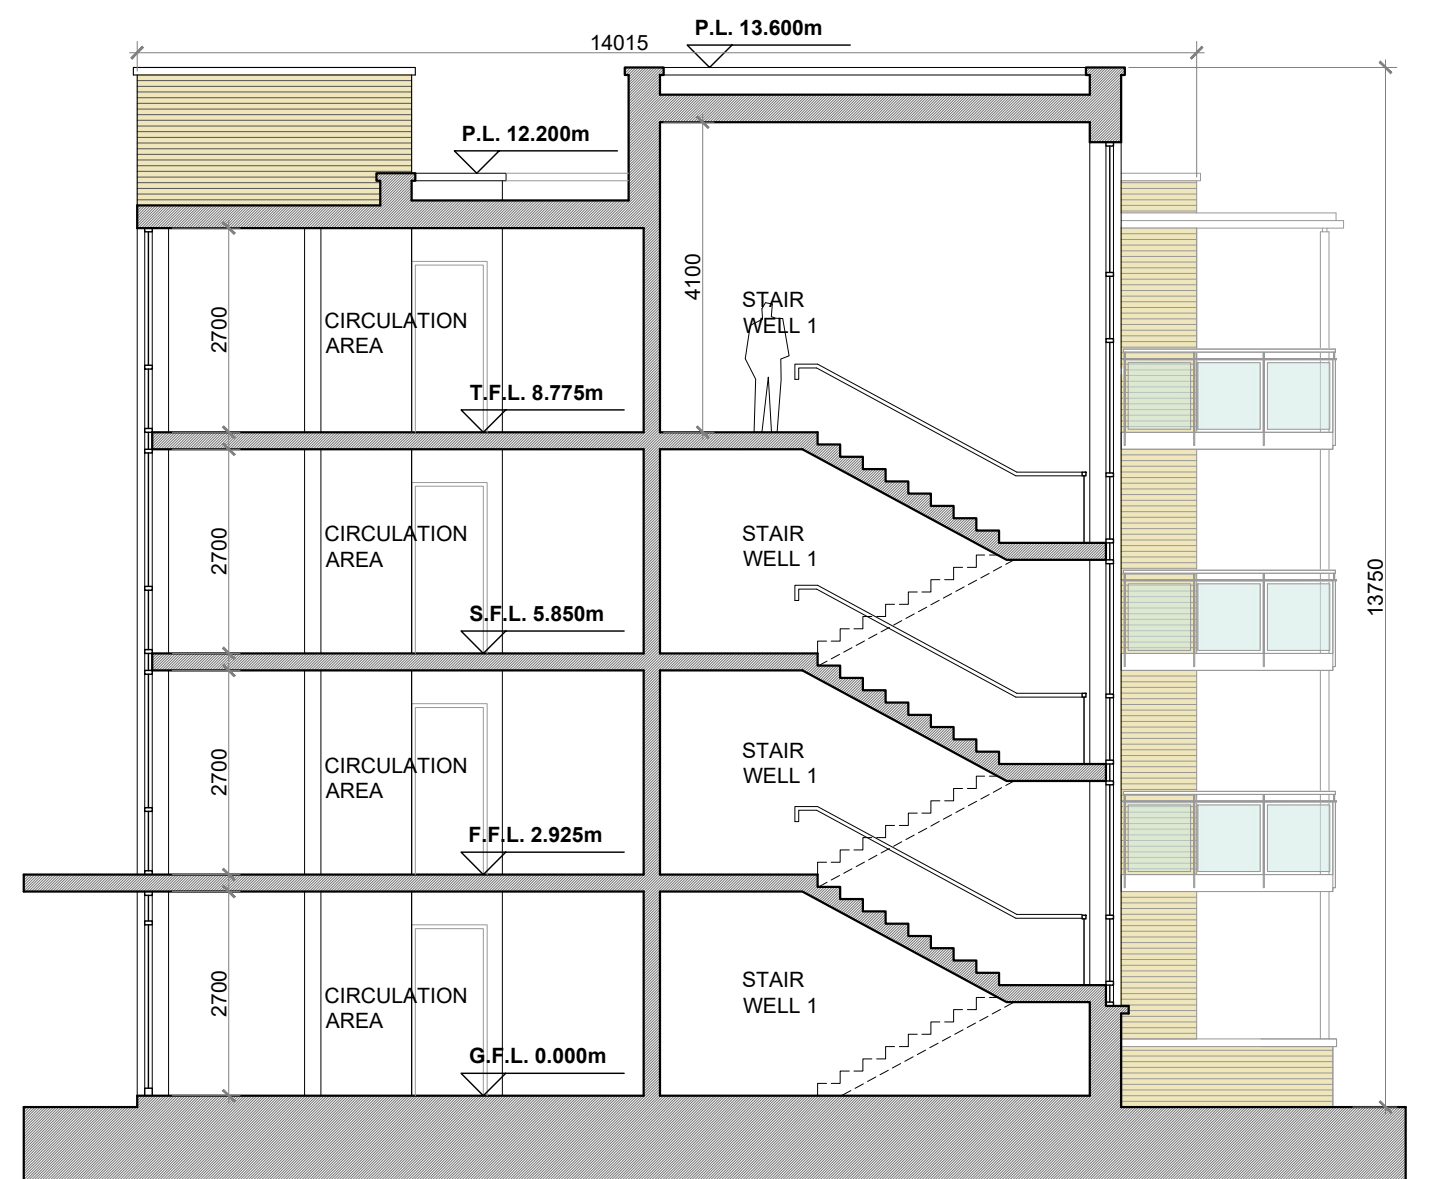 P.L. 13.600m
14015
P.L. 12.200m
4100
STAIR
WELL 1
2700
CIRCULATION
AREA
T.F.L. 8.775m
2700
CIRCULATION
AREA
STAIR
WELL 1
13750
S.F.L. 5.850m
2700
CIRCULATION
AREA
STAIR
WELL 1
F.F.L. 2.925m
2700
CIRCULATION
AREA
STAIR
WELL 1
G.F.L. 0.000m